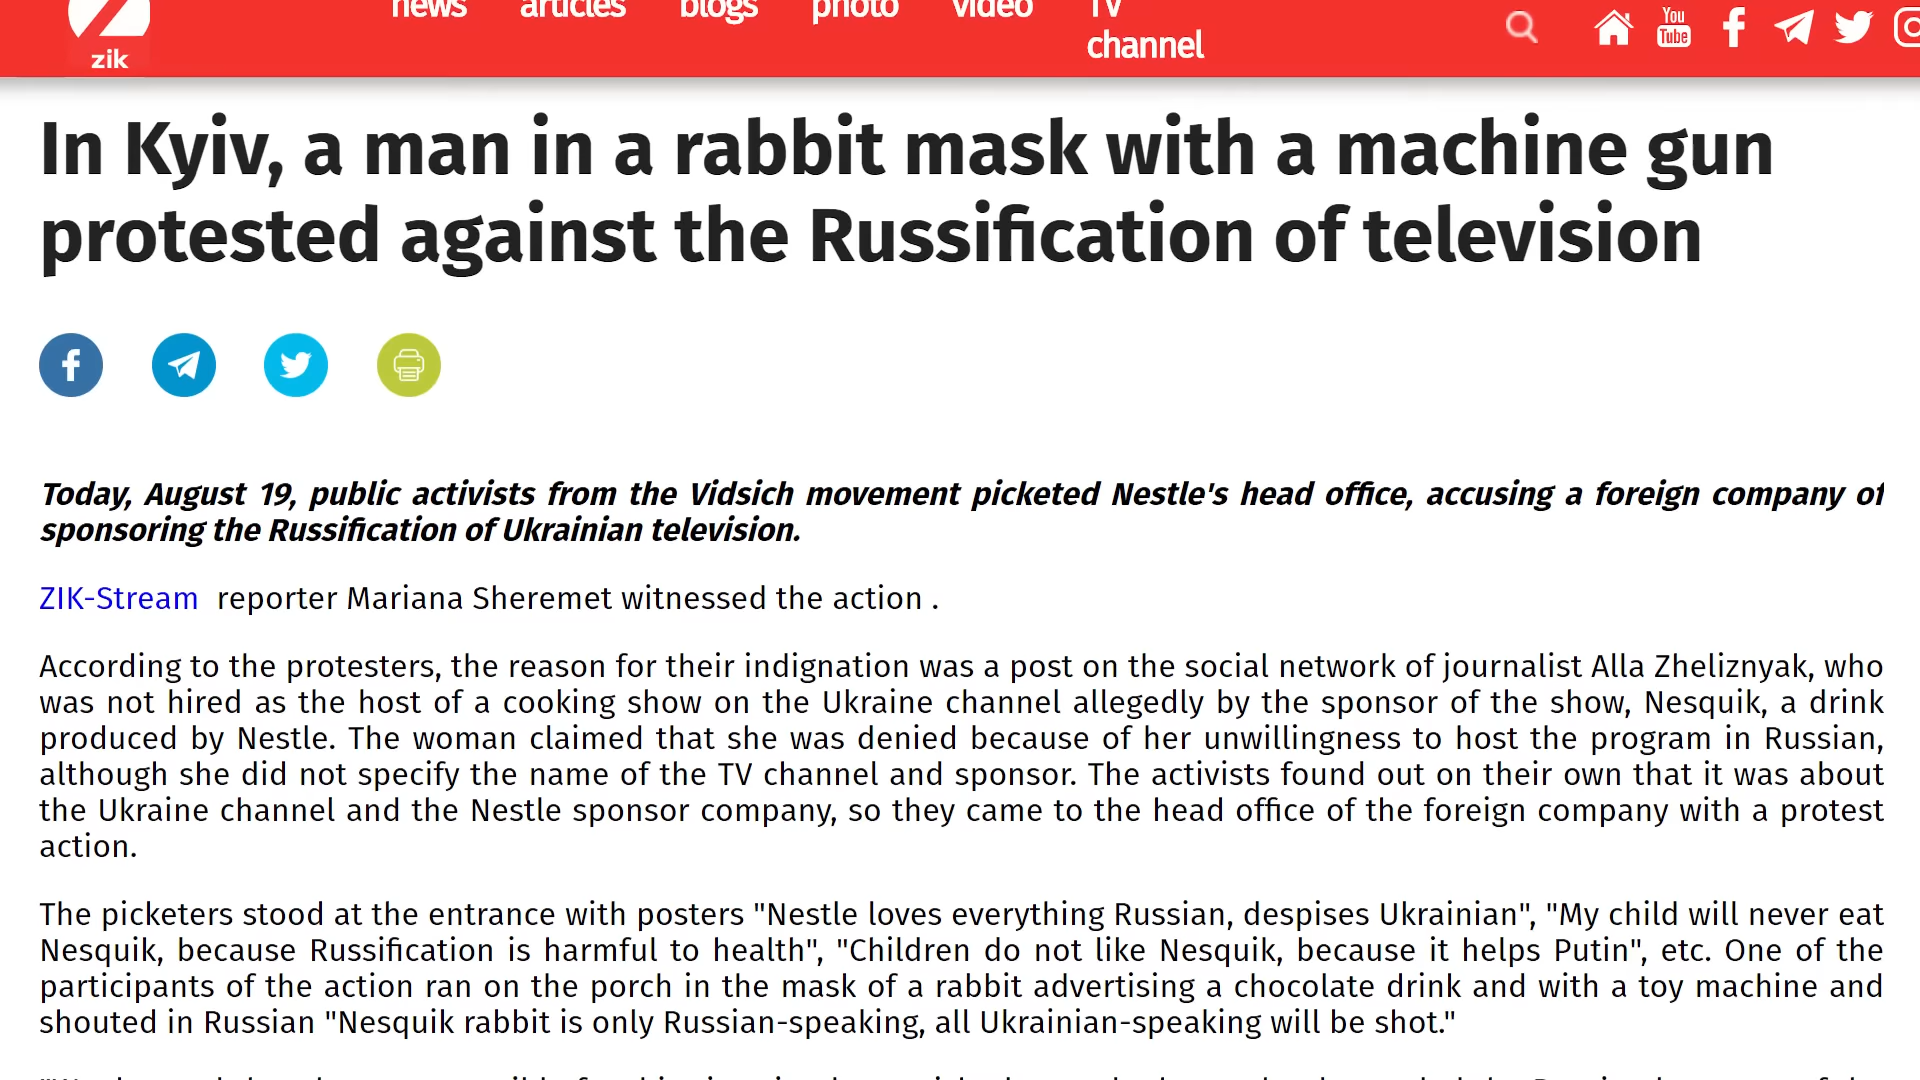 news articles blogs photo video TV channel
zik
You Tube
In Kyiv, a man in a rabbit mask with a machine gun
protested against the Russification of television
Today, August 19, public activists from the Vidsich movement picketed Nestle's head office, accusing a foreign company of
sponsoring the Russification of Ukrainian television.
ZIK-Stream reporter Mariana Sheremet witnessed the action .
According to the protesters, the reason for their indignation was a post on the social network of journalist Alla Zheliznyak, who
was not hired as the host of a cooking show on the Ukraine channel allegedly by the sponsor of the show, Nesquik, a drink
produced by Nestle. The woman claimed that she was denied because of her unwillingness to host the program in Russian,
although she did not specify the name of the TV channel and sponsor. The activists found out on their own that it was about
the Ukraine channel and the Nestle sponsor company, so they came to the head office of the foreign company with a protest
action.
The picketers stood at the entrance with posters "Nestle loves everything Russian, despises Ukrainian", "My child will never eat
Nesquik, because Russification is harmful to health", "Children do not like Nesquik, because it helps Putin", etc. One of the
participants of the action ran on the porch in the mask of a rabbit advertising a chocolate drink and with a toy machine and
shouted in Russian "Nesquik rabbit is only Russian-speaking, all Ukrainian-speaking will be shot."